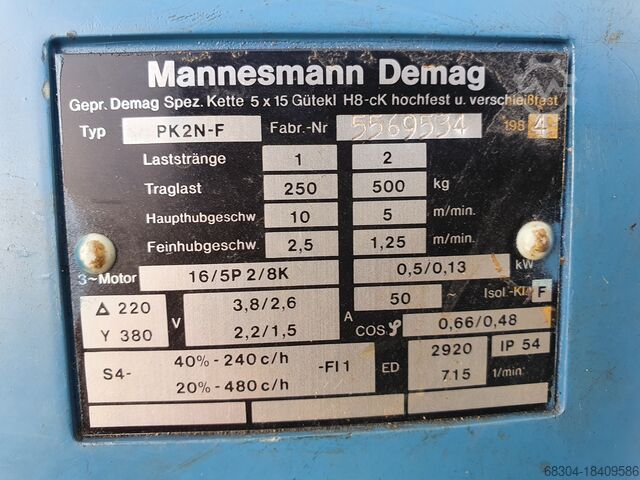 Mannesmann Demag
Gepr. Demag Spez. Kette 5 x 15 Gütekl H8-cK hochfest u. verschleißfest
Typ PK2N-F Fabr.-Nr 5569534 198 4
Laststränge 1 2
Traglast 250 500 kg
Haupthubgeschw 10 5 m/min.
Feinhubgeschw. 2,5 1,25 m/min.
3~Motor 16/5P 2/8K 0,5/0,13 kW
Δ 220 V 3,8/2,6 A 50 ~ Isol.-Kl. F
Y 380 2,2/1,5 COS φ 0,66/0,48
S4- 40%-240 c/h -FI 1 ED 2920 IP 54
20%-480 c/h 715 1/min.
68304-18409586